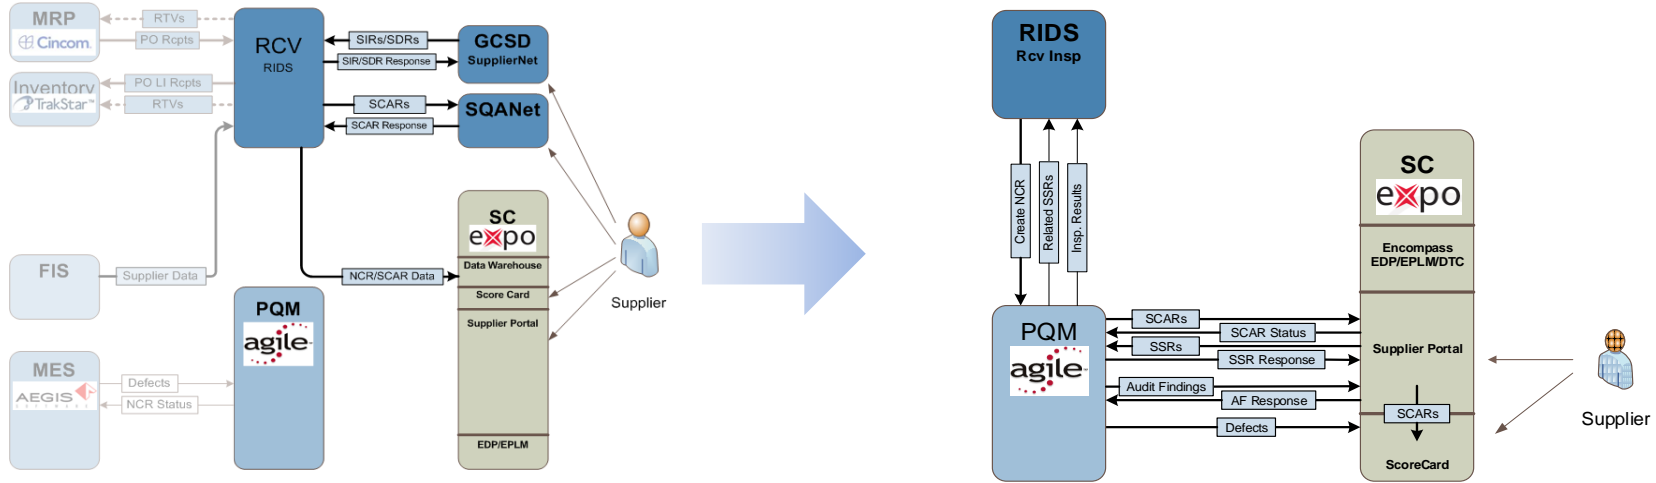 MRP
Cincom
RTVs
PO Rcpts
Inventory
TrakStar™
PO LI Rcpts
RTVs
RCV
RIDS
SIRs/SDRs
SIR/SDR Response
GCSD
SupplierNet
SCARs
SCAR Response
SQANet
FIS
Supplier Data
NCR/SCAR Data
SC
expo
Data Warehouse
Score Card
Supplier Portal
EDP/EPLM
Supplier
PQM
agile™
MES
AEGIS
SOFTWARE
Defects
NCR Status
RIDS
Rcv Insp
Create NCR
Related SSRs
Insp. Results
PQM
agile™
SCARs
SCAR Status
SSRs
SSR Response
Audit Findings
AF Response
Defects
SC
expo
Encompass
EDP/EPLM/DTC
Supplier Portal
SCARs
ScoreCard
Supplier